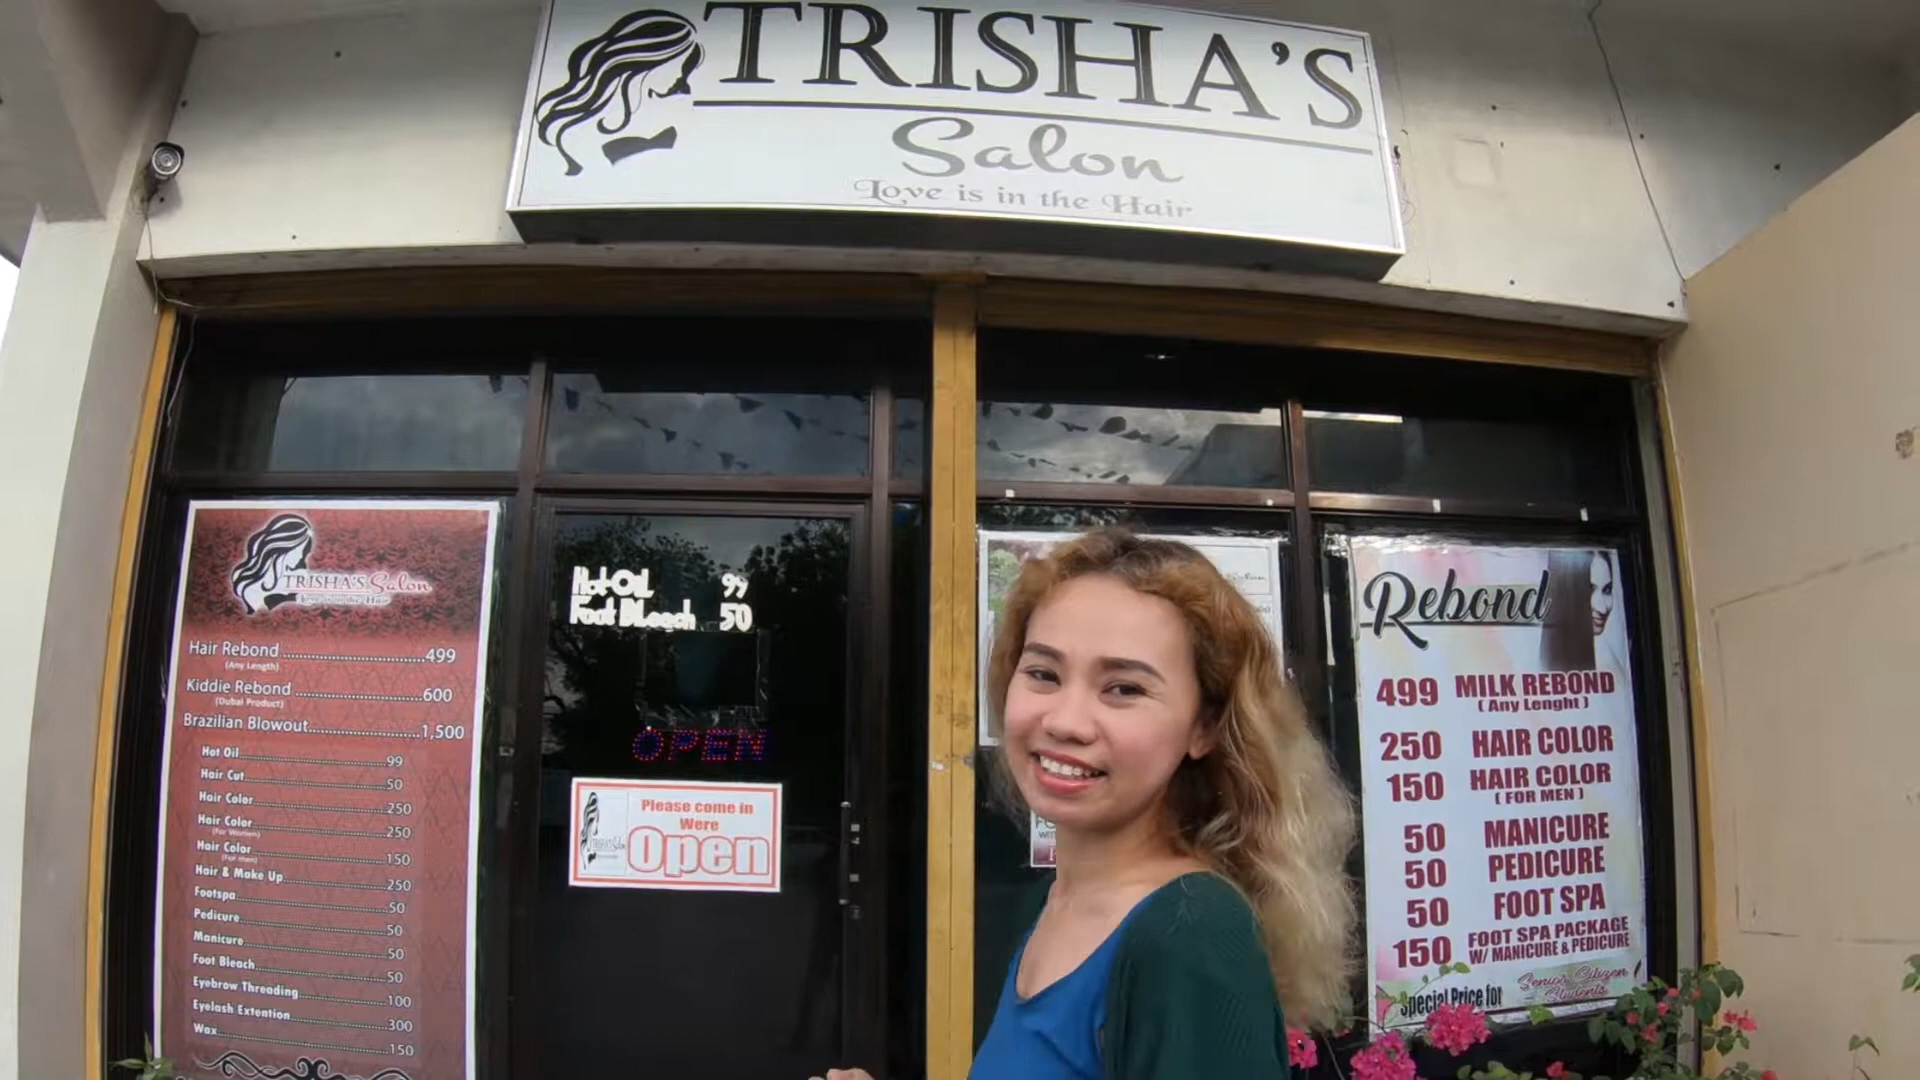 TRISHA'S
Salon
Love is in the Hair
TRISHA'S Salon
Love is in the Hair
Hair Rebond 499
(Any Length)
Kiddie Rebond 600
(Dubai Product)
Brazilian Blowout 1,500
Hot Oil 99
Hair Cut 50
Hair Color 250
Hair Color 250
(For Women)
Hair Color 150
(For men)
Hair & Make Up 250
Footspa 50
Pedicure 50
Manicure 50
Foot Bleach 50
Eyebrow Threading 100
Eyelash Extention 300
Wax 150
Hot-Oil 99
Foot Bleach 50
OPEN
Please come in
Were
Open
Rebond
499 MILK REBOND
( Any Lenght )
250 HAIR COLOR
150 HAIR COLOR
( FOR MEN )
50 MANICURE
50 PEDICURE
50 FOOT SPA
150 FOOT SPA PACKAGE
W/ MANICURE & PEDICURE
Special Price for
Senior Citizen
Students